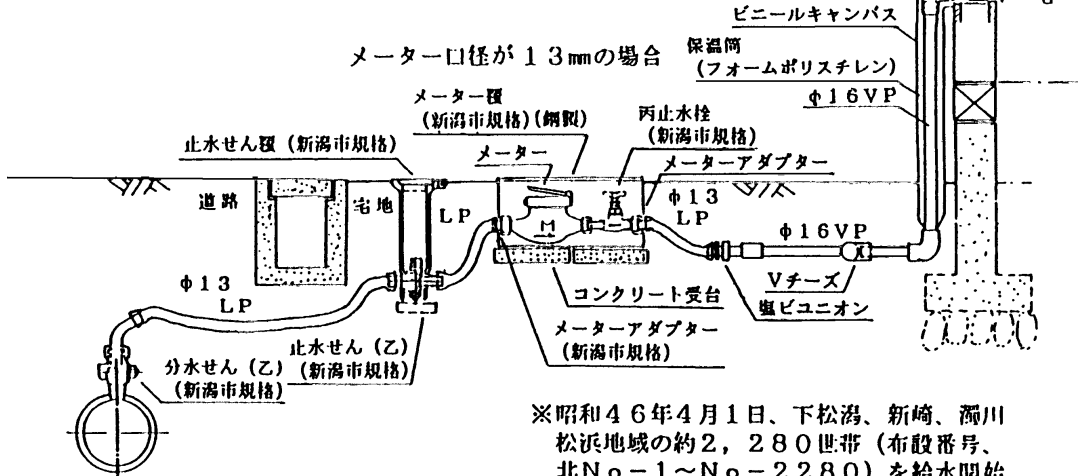 ビニールキャンバス
メーター口径が13mmの場合
保温筒
(フォームポリスチレン)
φ16VP
メーター覆
(新潟市規格)(鋼製)
丙止水栓
(新潟市規格)
止水せん覆(新潟市規格)
メーター
メーターアダプター
道路
宅地
LP
φ13
LP
M
φ16VP
φ13
LP
Vチーズ
塩ビユニオン
コンクリート受台
メーターアダプター
(新潟市規格)
止水せん(乙)
(新潟市規格)
分水せん(乙)
(新潟市規格)
※昭和46年4月1日、下松潟、新崎、濁川
松浜地域の約2,280世帯(布設番号、
北No-1~No-2280)を給水開始